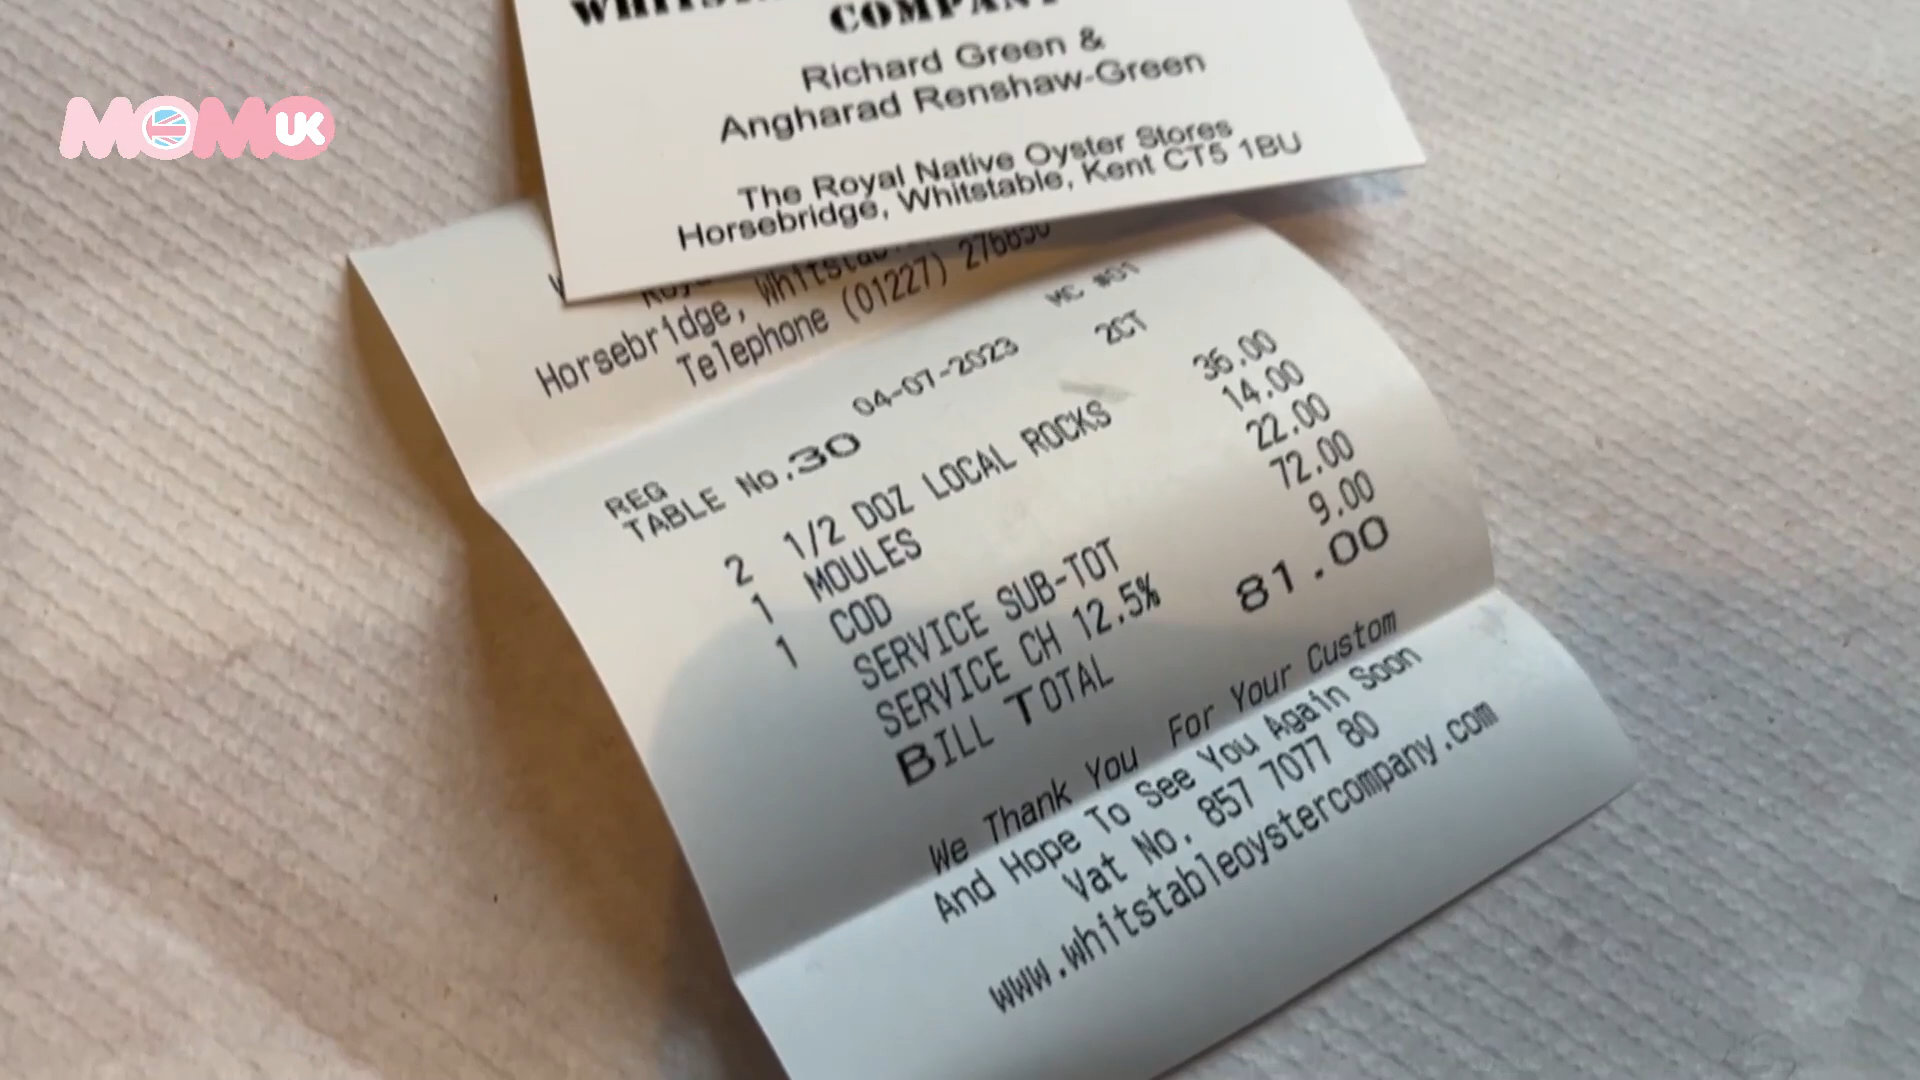 MOMO UK
COMPANY
Richard Green &
Angharad Renshaw-Green
The Royal Native Oyster Stores
Horsebridge, Whitstable, Kent CT5 1BU
Horsebridge,
Telephone (01227) 276856
MC #01
REG 04-07-2023 2CT
TABLE No.30
2 1/2 DOZ LOCAL ROCKS 36.00
1 MOULES 14.00
1 COD 22.00
SERVICE SUB-TOT 72.00
SERVICE CH 12.5% 9.00
BILL TOTAL 81.00
We Thank You For Your Custom
And Hope To See You Again Soon
Vat No. 857 7077 80
www.whitstableoystercompany.com